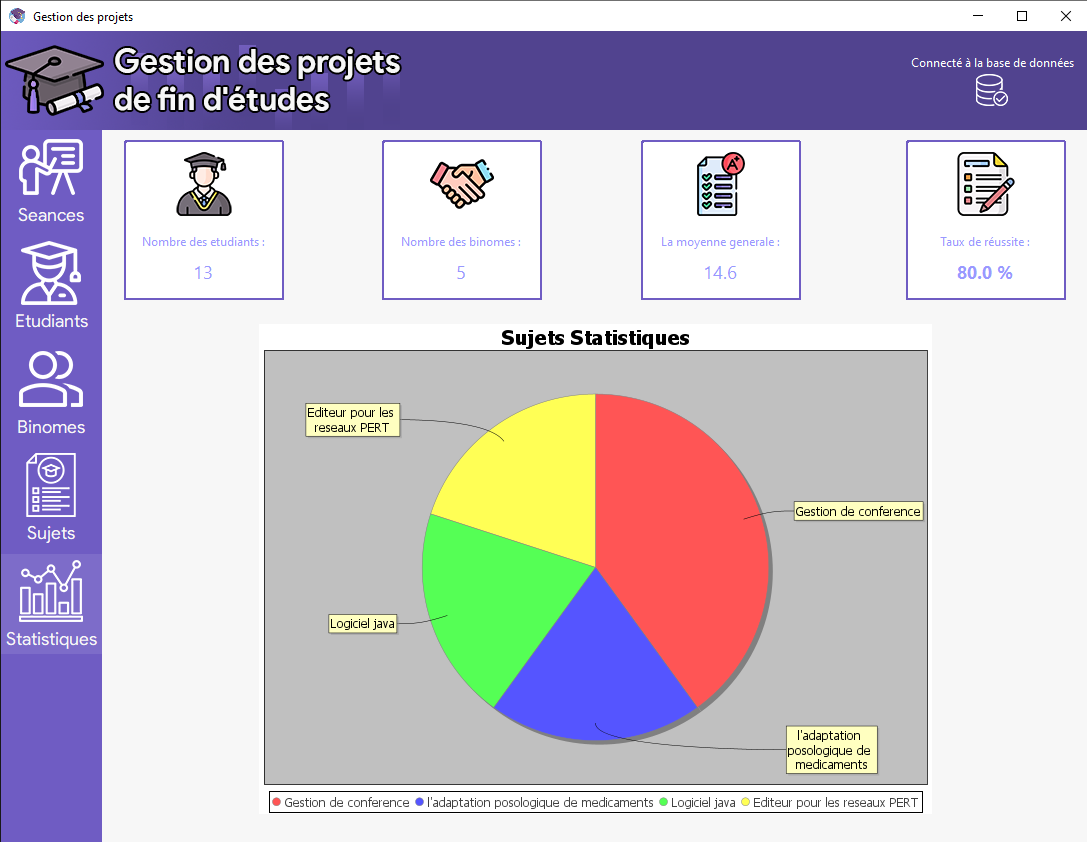 Gestion des projets
Gestion des projets
de fin d'études
Connecté à la base de données
Seances
Etudiants
Binomes
Sujets
Statistiques
Nombre des etudiants :
13
Nombre des binomes :
5
A+
La moyenne generale :
14.6
Taux de réussite :
80.0 %
Sujets Statistiques
Editeur pour les
reseaux PERT
Gestion de conference
Logiciel java
l'adaptation
posologique de
medicaments
Gestion de conference l'adaptation posologique de medicaments Logiciel java Editeur pour les reseaux PERT